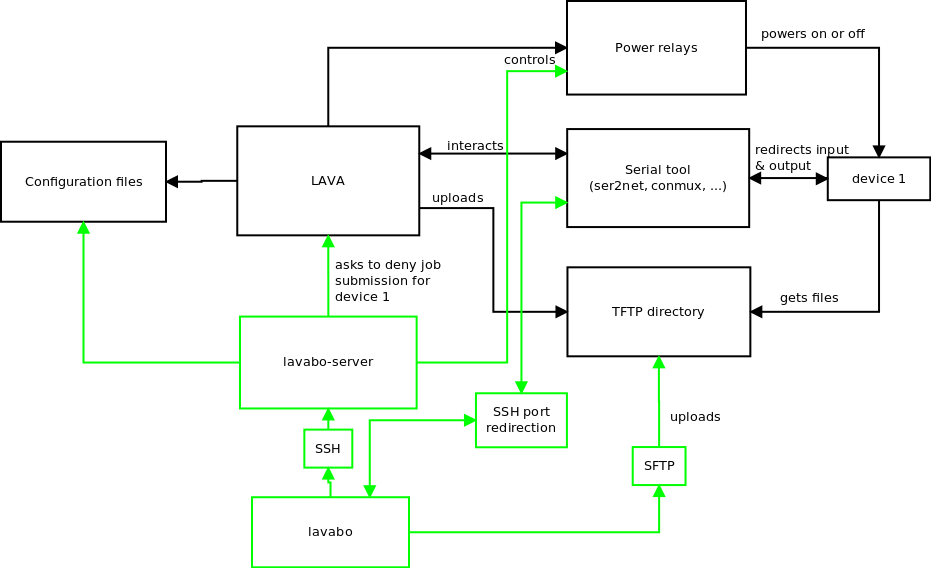 Power relays
powers on or off
controls
Configuration files
LAVA
interacts
Serial tool
(ser2net, conmux, ...)
redirects input
& output
device 1
uploads
asks to deny job
submission for
device 1
TFTP directory
gets files
lavabo-server
SSH port
redirection
uploads
SSH
SFTP
lavabo